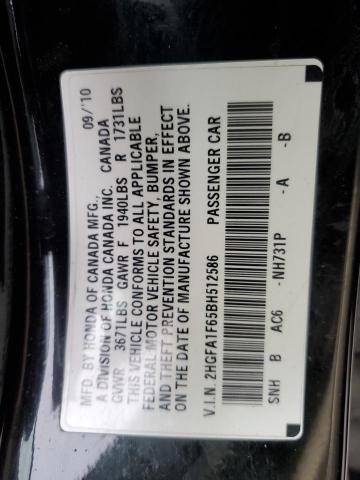 MFD. BY HONDA OF CANADA MFG., 09/'10
A DIVISION OF HONDA CANADA INC. CANADA
GVWR 3671LBS GAWR F 1940LBS R 1731LBS
THIS VEHICLE CONFORMS TO ALL APPLICABLE
FEDERAL MOTOR VEHICLE SAFETY, BUMPER,
AND THEFT PREVENTION STANDARDS IN EFFECT
ON THE DATE OF MANUFACTURE SHOWN ABOVE.
V.I.N. 2HGFA1F65BH512586 PASSENGER CAR
SNH B AC6 -NH731P -A -B